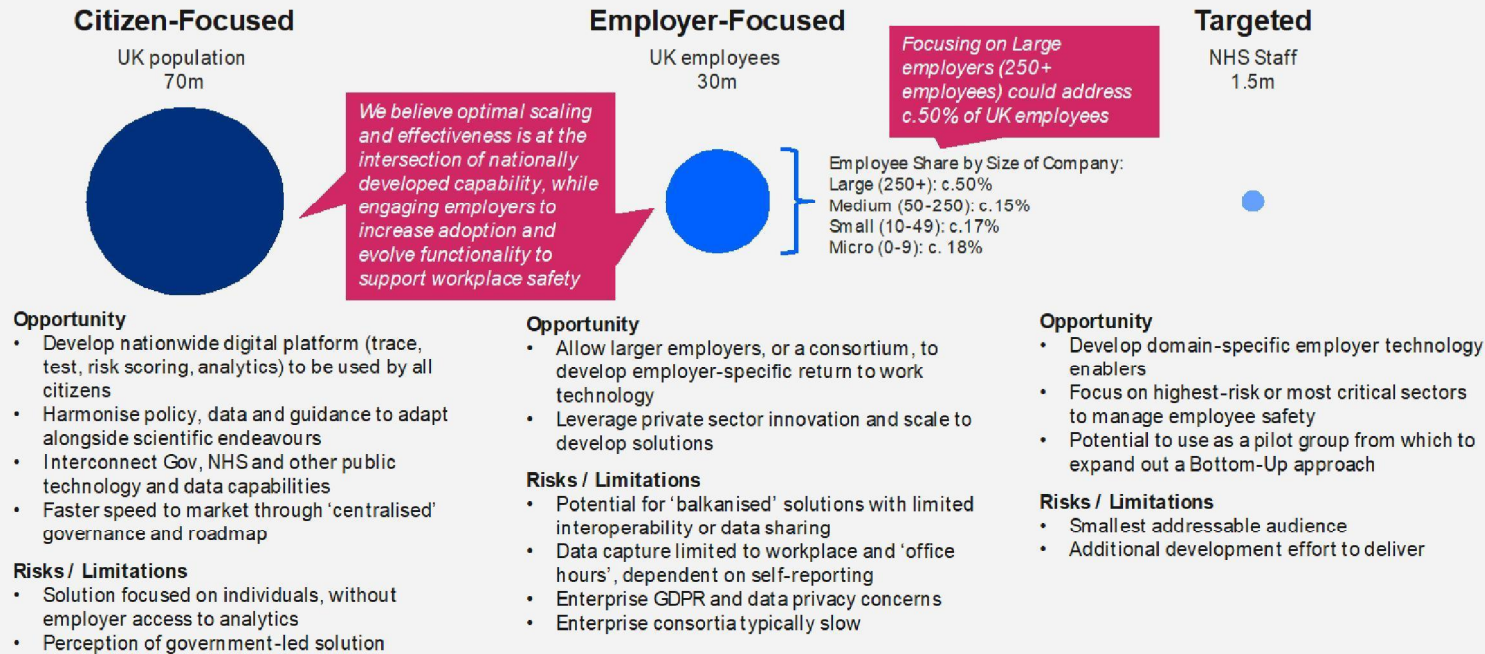 Citizen-Focused
UK population
70m
We believe optimal scaling
and effectiveness is at the
intersection of nationally
developed capability, while
engaging employers to
increase adoption and
evolve functionality to
support workplace safety
Opportunity
• Develop nationwide digital platform (trace,
test, risk scoring, analytics) to be used by all
citizens
• Harmonise policy, data and guidance to adapt
alongside scientific endeavours
• Interconnect Gov, NHS and other public
technology and data capabilities
• Faster speed to market through ‘centralised’
governance and roadmap
Risks / Limitations
• Solution focused on individuals, without
employer access to analytics
• Perception of government-led solution
Employer-Focused
UK employees
30m
Focusing on Large
employers (250+
employees) could address
c.50% of UK employees
Employee Share by Size of Company:
Large (250+): c.50%
Medium (50-250): c.15%
Small (10-49): c.17%
Micro (0-9): c. 18%
Opportunity
• Allow larger employers, or a consortium, to
develop employer-specific return to work
technology
• Leverage private sector innovation and scale to
develop solutions
Risks / Limitations
• Potential for ‘balkanised’ solutions with limited
interoperability or data sharing
• Data capture limited to workplace and ‘office
hours’, dependent on self-reporting
• Enterprise GDPR and data privacy concerns
• Enterprise consortia typically slow
Targeted
NHS Staff
1.5m
Opportunity
• Develop domain-specific employer technology
enablers
• Focus on highest-risk or most critical sectors
to manage employee safety
• Potential to use as a pilot group from which to
expand out a Bottom-Up approach
Risks / Limitations
• Smallest addressable audience
• Additional development effort to deliver